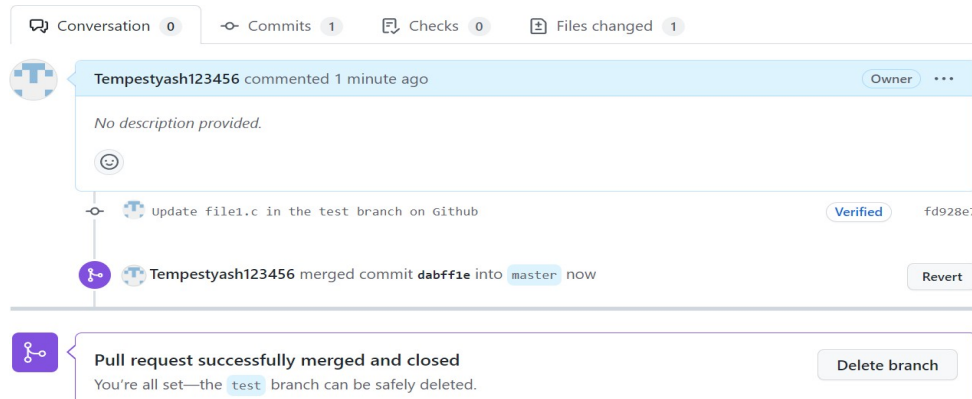 Conversation 0 Commits 1 Checks 0 Files changed 1
Tempestyash123456 commented 1 minute ago Owner ...
No description provided.
Update file1.c in the test branch on Github Verified fd928e7
Tempestyash123456 merged commit dabff1e into master now Revert
Pull request successfully merged and closed
Delete branch
You're all set—the test branch can be safely deleted.